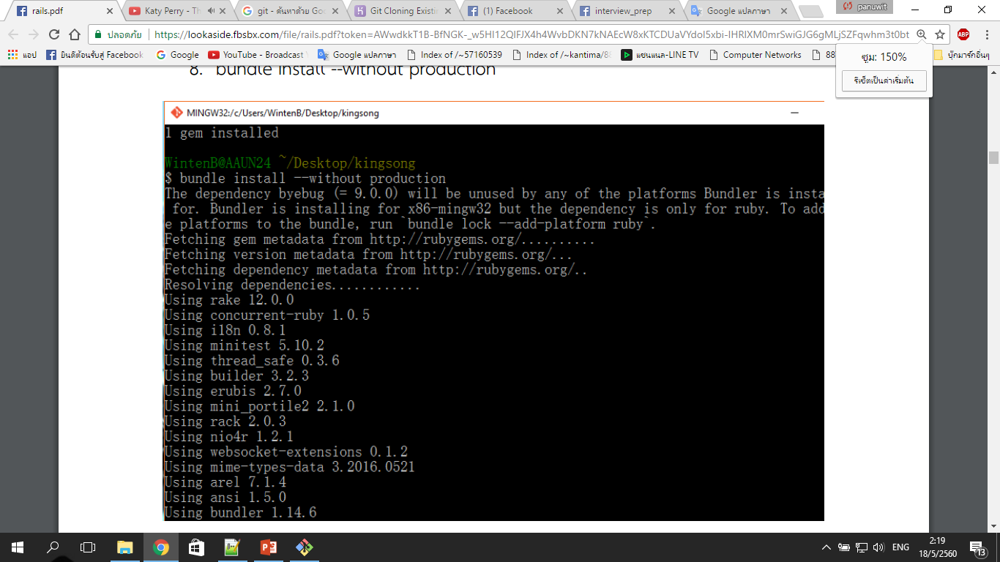 rails.pdf
Katy Perry - Th
git - ค้นหาด้วย Goo
Git Cloning Existin
(1) Facebook
interview_prep
Google แปลภาษา
panuwit
ปลอดภัย
https://lookaside.fbsbx.com/file/rails.pdf?token=AWwdkkT1B-BfNGK-_w5HI12QIFJX4h4WvbDKN7kNAEcW8xKTCDUaVYdol5xbi-IHRlXM0mrSwiGJG6gMLjSZFqwhm3t0bt
ABP
แอป
ยินดีต้อนรับสู่ Facebook
Google
YouTube - Broadcast
Google แปลภาษา
Index of /~57160539
Index of /~kantima/88
แชนแนล-LINE TV
Computer Networks
88
บุ๊กมาร์กอื่นๆ
ซูม: 150%
รีเซ็ตเป็นค่าเริ่มต้น
8. bundle install --without production
MINGW32:/c/Users/WintenB/Desktop/kingsong
1 gem installed
WintenB@AAUN24 ~/Desktop/kingsong
$ bundle install --without production
The dependency byebug (= 9.0.0) will be unused by any of the platforms Bundler is insta
for. Bundler is installing for x86-mingw32 but the dependency is only for ruby. To add
e platforms to the bundle, run `bundle lock --add-platform ruby`.
Fetching gem metadata from http://rubygems.org/..........
Fetching version metadata from http://rubygems.org/...
Fetching dependency metadata from http://rubygems.org/..
Resolving dependencies............
Using rake 12.0.0
Using concurrent-ruby 1.0.5
Using i18n 0.8.1
Using minitest 5.10.2
Using thread_safe 0.3.6
Using builder 3.2.3
Using erubis 2.7.0
Using mini_portile2 2.1.0
Using rack 2.0.3
Using nio4r 1.2.1
Using websocket-extensions 0.1.2
Using mime-types-data 3.2016.0521
Using arel 7.1.4
Using ansi 1.5.0
Using bundler 1.14.6
ENG
2:19
18/5/2560
13